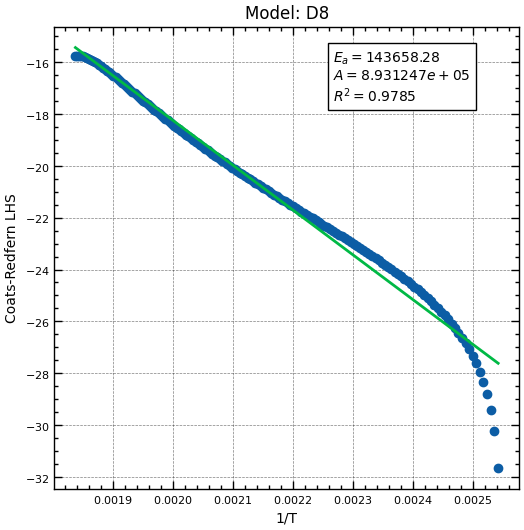 Model: D8
E_a = 143658.28
A = 8.931247e + 05
R² = 0.9785
Coats-Redfern LHS
−16
−18
−20
−22
−24
−26
−28
−30
−32
0.0019 0.0020 0.0021 0.0022 0.0023 0.0024 0.0025
1/T